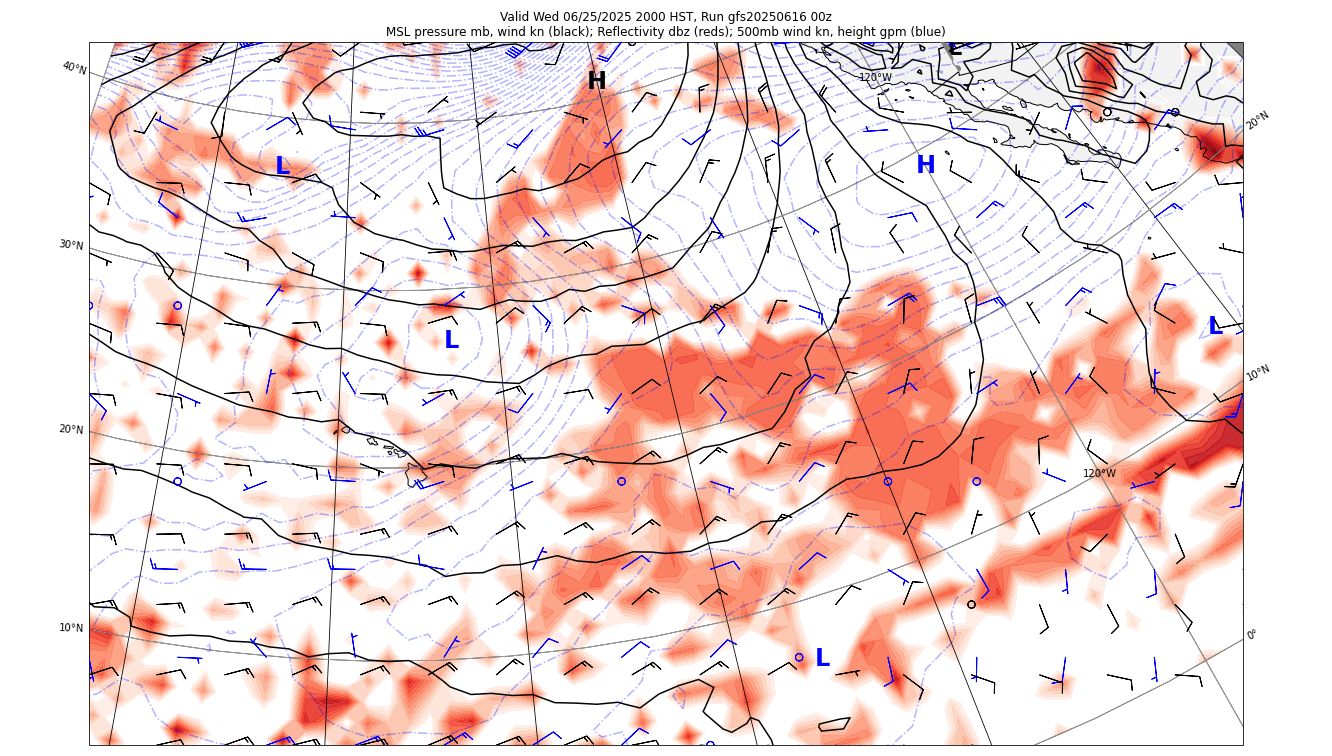 Valid Wed 06/25/2025 2000 HST, Run gfs20250616 00z
MSL pressure mb, wind kn (black); Reflectivity dbz (reds); 500mb wind kn, height gpm (blue)
L
40°N
H
120°W
20°N
L
H
30°N
L
L
10°N
20°N
120°W
10°N
0°
L